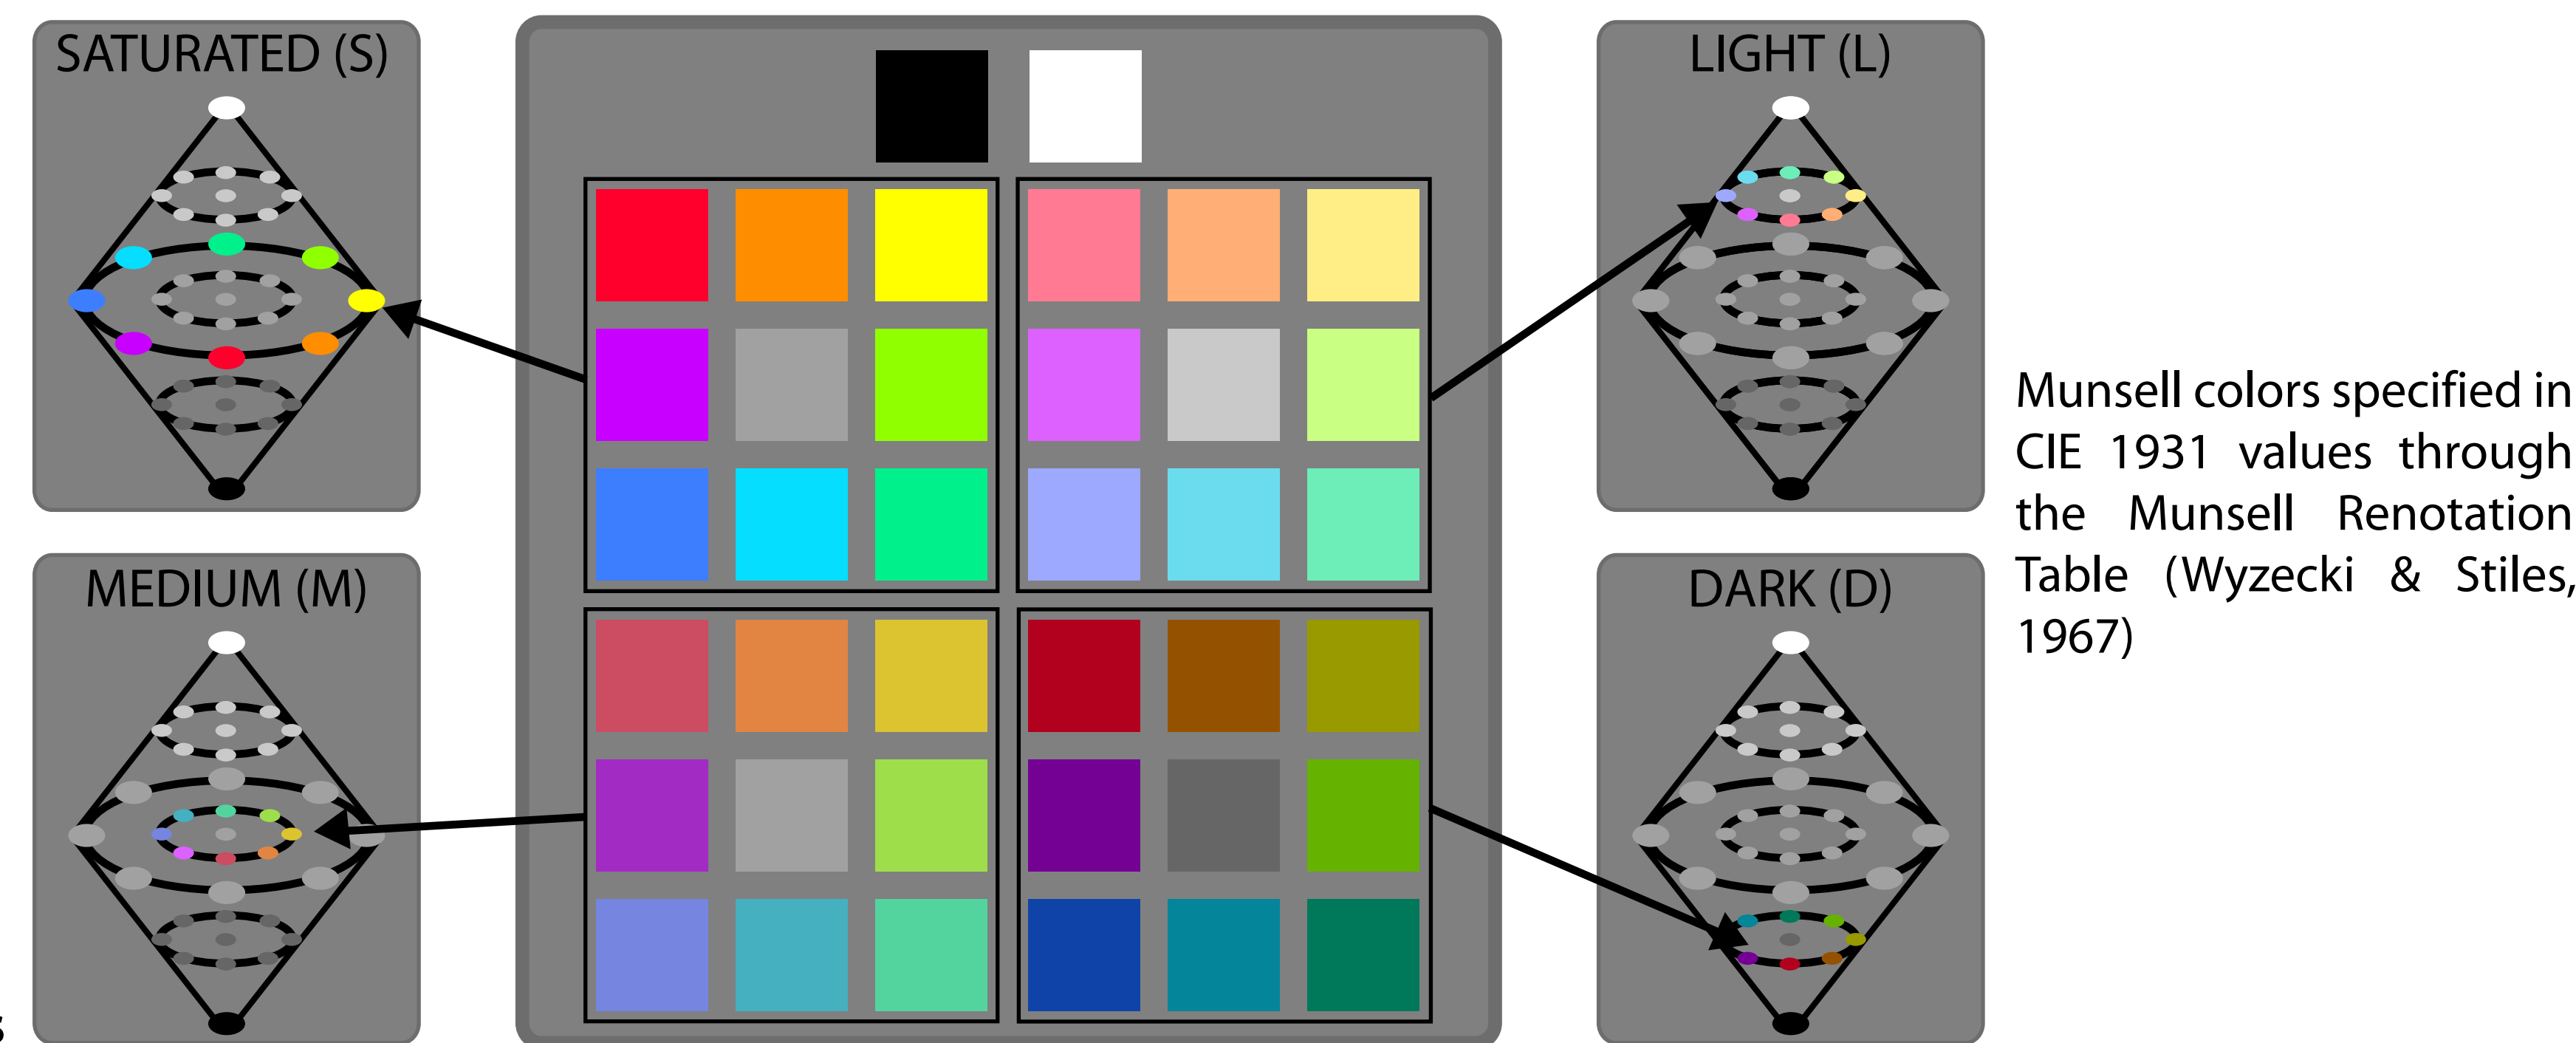 SATURATED (S)
LIGHT (L)
MEDIUM (M)
DARK (D)
Munsell colors specified in
CIE 1931 values through
the Munsell Renotation
Table (Wyzecki & Stiles,
1967)
s